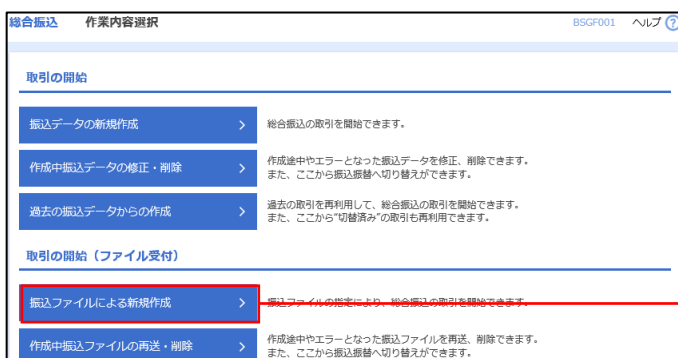 総合振込 作業内容選択 BSGF001 ヘルプ ?
取引の開始
振込データの新規作成 > 総合振込の取引を開始できます。
作成中振込データの修正・削除 > 作成途中やエラーとなった振込データを修正、削除できます。
また、ここから振込振替へ切り替えができます。
過去の振込データからの作成 > 過去の取引を再利用して、総合振込の取引を開始できます。
また、ここから"切替済み"の取引も再利用できます。
取引の開始（ファイル受付）
振込ファイルによる新規作成 > 振込ファイルの指定により、総合振込の取引を開始できます。
作成中振込ファイルの再送・削除 > 作成途中やエラーとなった振込ファイルを再送、削除できます。
また、ここから振込振替へ切り替えができます。